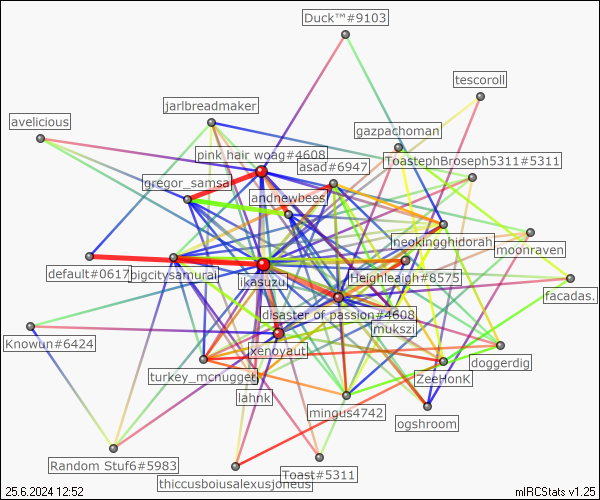 Duck™#9103
tescoroll
jarlbreadmaker
avelicious
gazpachoman
pink hair woag#4608
ToastephBroseph5311#5311
asad#6947
gregor_samsa
andnewbees
neokingghidorah
moonraven
default#0617
bigcitysamurai
ikasuzu
Heighleaigh#8575
facadas.
disaster of passion#4608
mukszi
Knowun#6424
xenoyaut
doggerdig
turkey_mcnugget
ZeeHonK
lahnk
mingus4742
ogshroom
Random Stuf6#5983
thiccusboiusalexusjoneus
Toast#5311
25.6.2024 12:52
mIRCStats v1.25